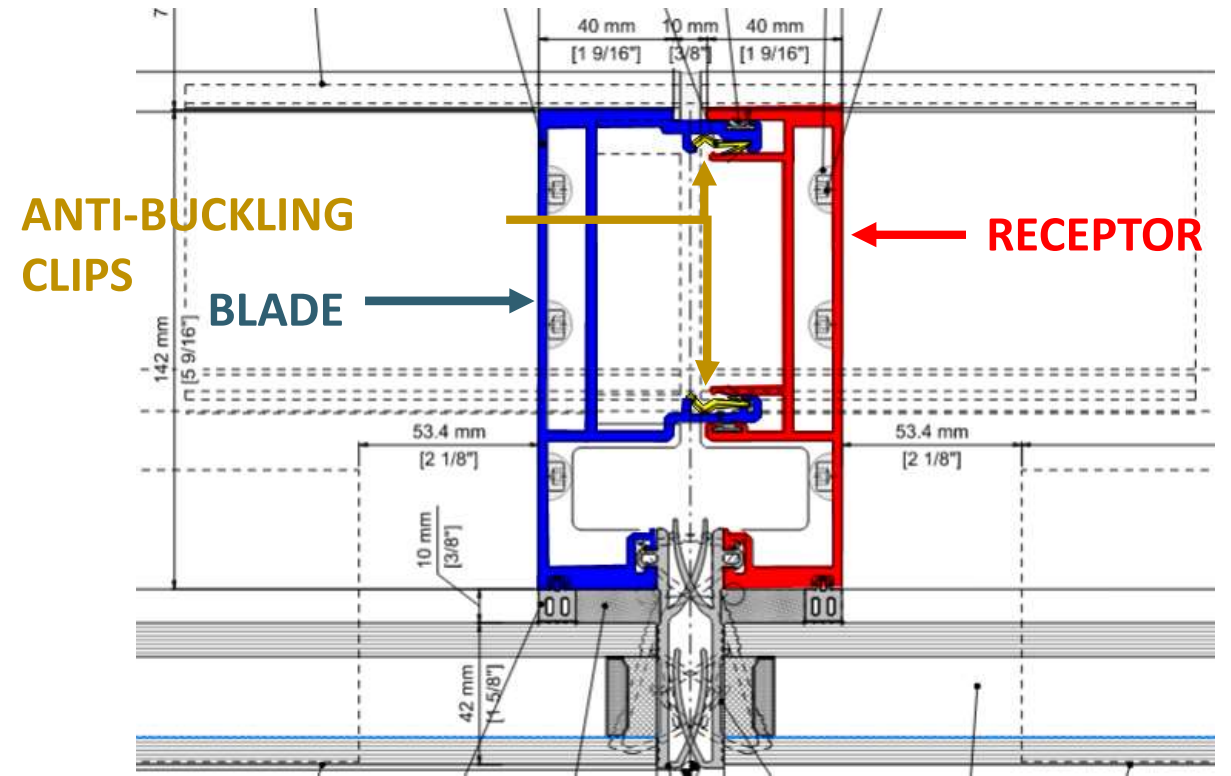 7
40 mm
[1 9/16"]
10 mm
[3/8"]
40 mm
[1 9/16"]
ANTI-BUCKLING
CLIPS
BLADE
RECEPTOR
142 mm
[5 9/16"]
53.4 mm
[2 1/8"]
53.4 mm
[2 1/8"]
10 mm
[3/8"]
42 mm
[1 5/8"]